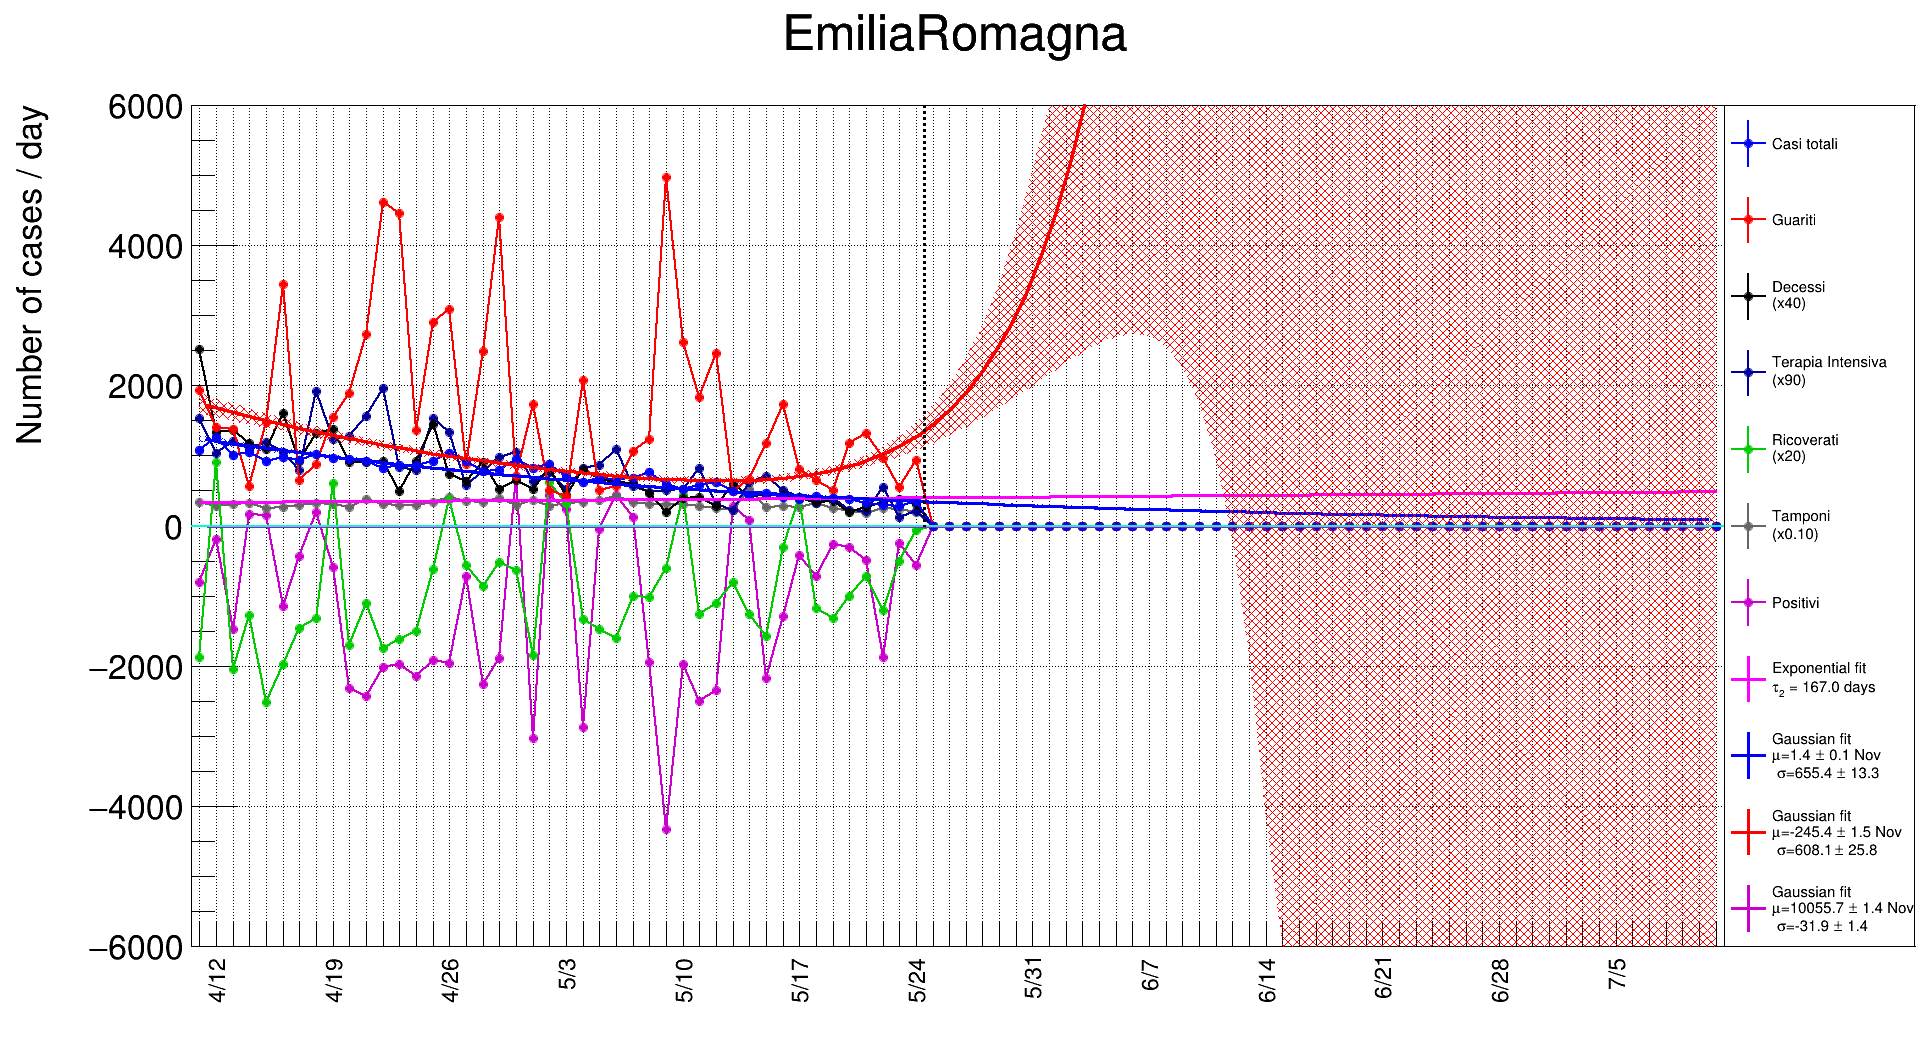 EmiliaRomagna
Number of cases / day
6000
4000
2000
0
−2000
−4000
−6000
4/12
4/19
4/26
5/3
5/10
5/17
5/24
5/31
6/7
6/14
6/21
6/28
7/5
Casi totali
Guariti
Decessi
(x40)
Terapia Intensiva
(x90)
Ricoverati
(x20)
Tamponi
(x0.10)
Positivi
Exponential fit
τ2 = 167.0 days
Gaussian fit
μ=1.4 ± 0.1 Nov
σ=655.4 ± 13.3
Gaussian fit
μ=-245.4 ± 1.5 Nov
σ=608.1 ± 25.8
Gaussian fit
μ=10055.7 ± 1.4 Nov
σ=-31.9 ± 1.4